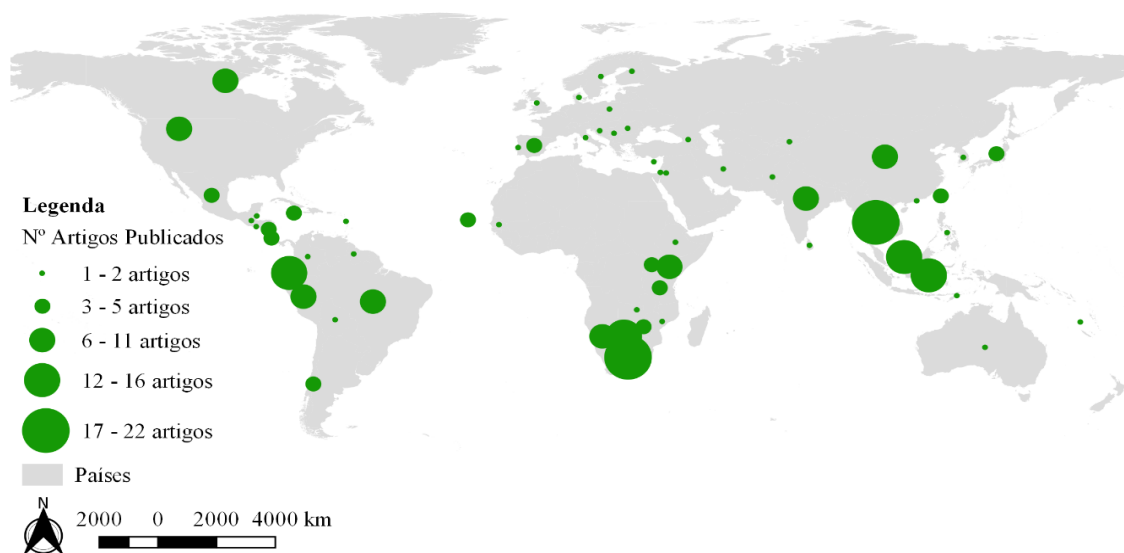 Legenda
Nº Artigos Publicados
1 - 2 artigos
3 - 5 artigos
6 - 11 artigos
12 - 16 artigos
17 - 22 artigos
Países
N
2000 0 2000 4000 km